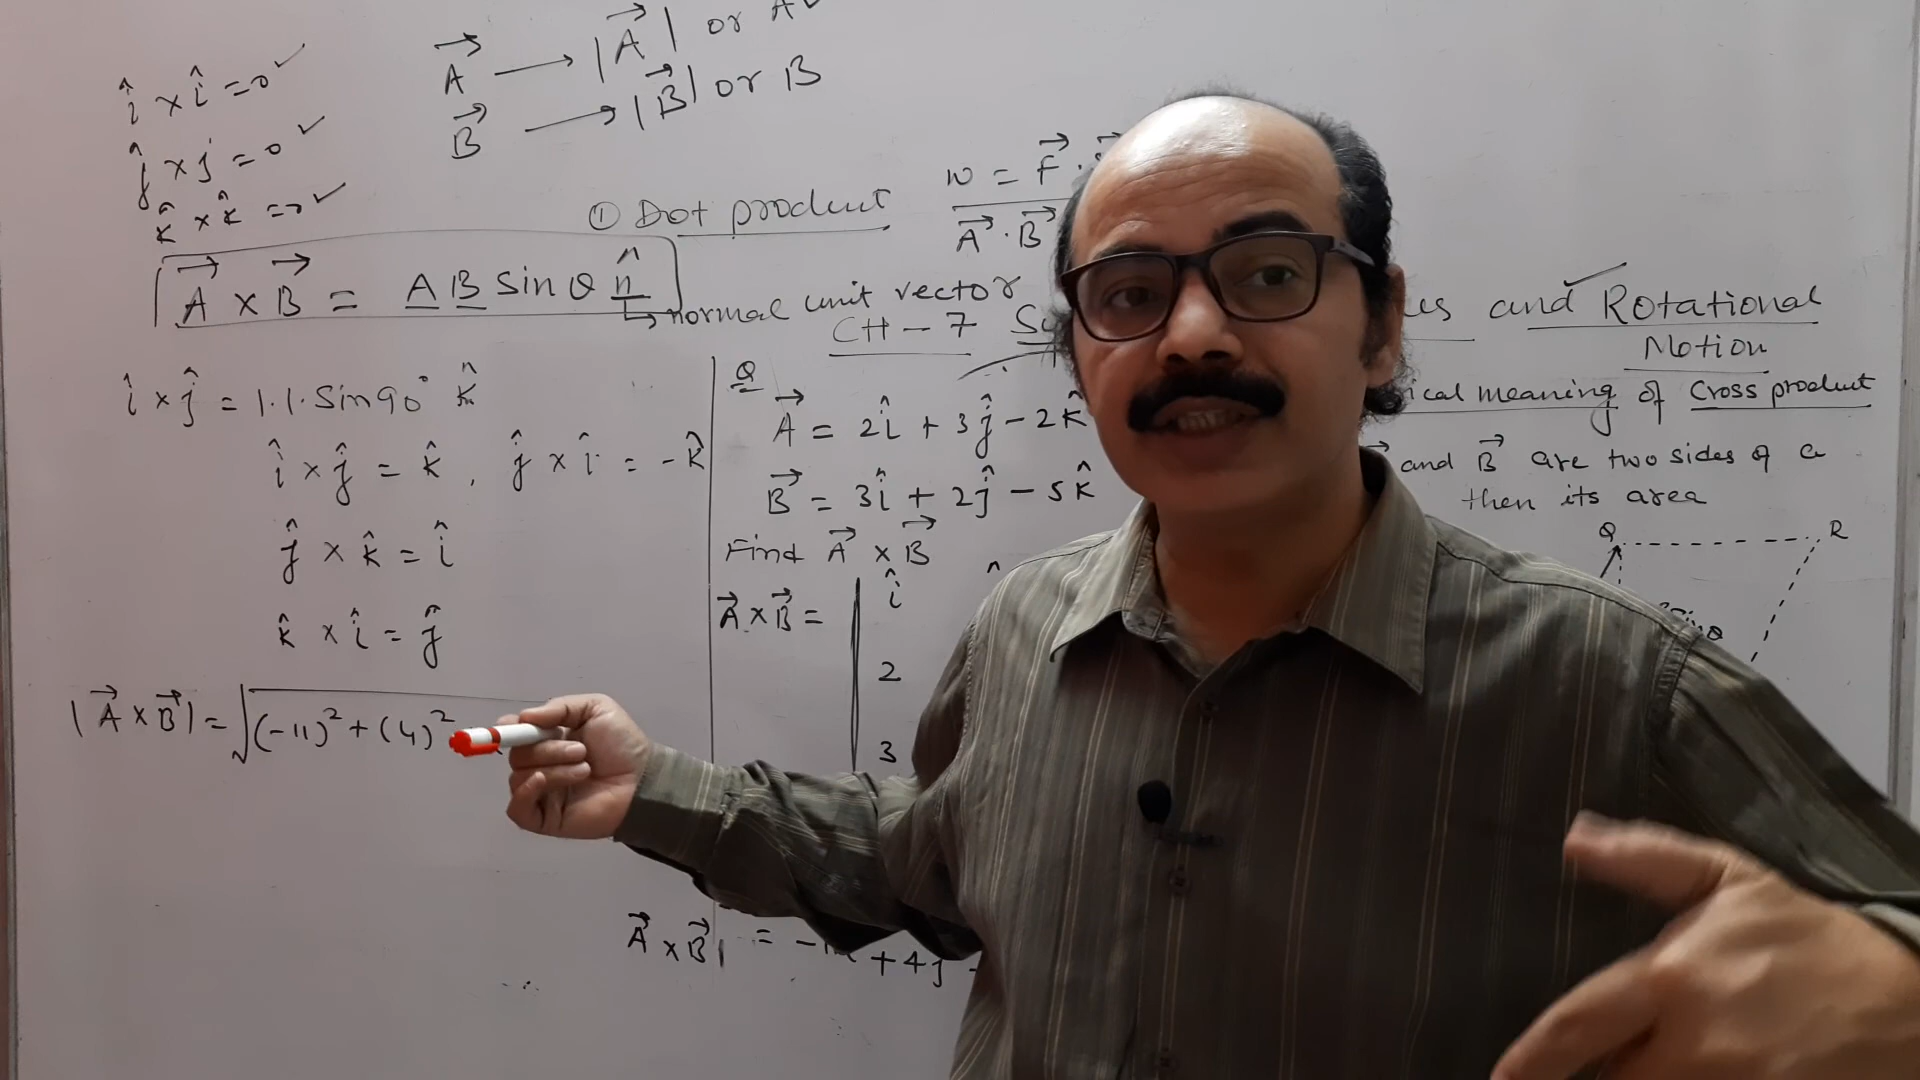 î × î = 0 ✓
ĵ × ĵ = 0 ✓
k̂ × k̂ = 0 ✓
A⃗ → |A⃗| or A
B⃗ → |B⃗| or B
① Dot product
W = F⃗ .
A⃗ . B⃗
A⃗ × B⃗ = AB Sin θ n̂
↳ normal unit vector
CH - 7
and Rotational
Motion
of Cross product
and B⃗ are two sides of a
then its area
Q R
î × ĵ = 1.1. Sin 90° k̂
î × ĵ = k̂ , ĵ × î = -k̂
ĵ × k̂ = î
k̂ × î = ĵ
|A⃗ × B⃗| = √(-11)² + (4)²
Q
A⃗ = 2î + 3ĵ - 2k̂
B⃗ = 3î + 2ĵ - 5k̂
Find A⃗ × B⃗
A⃗ × B⃗ = | î
2
3
A⃗ × B⃗ = + 4ĵ -